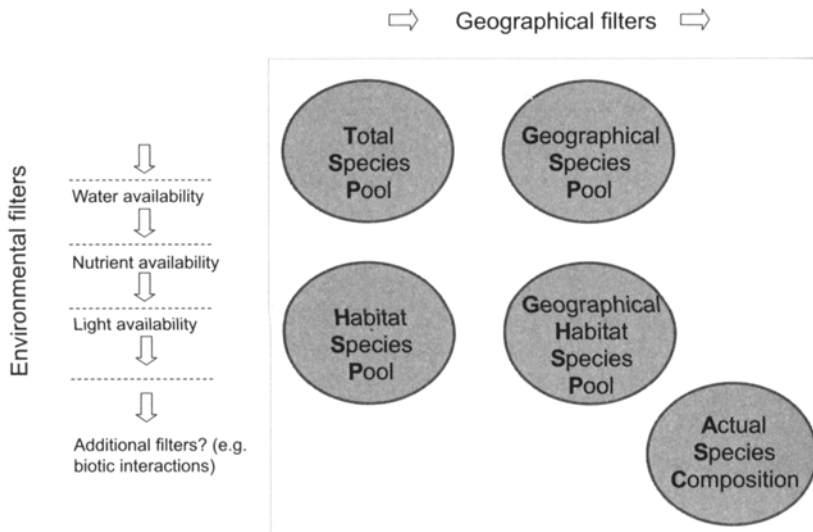 Geographical filters
Environmental filters
Water availability
Nutrient availability
Light availability
Additional filters? (e.g.
biotic interactions)
Total
Species
Pool
Geographical
Species
Pool
Habitat
Species
Pool
Geographical
Habitat
Species
Pool
Actual
Species
Composition